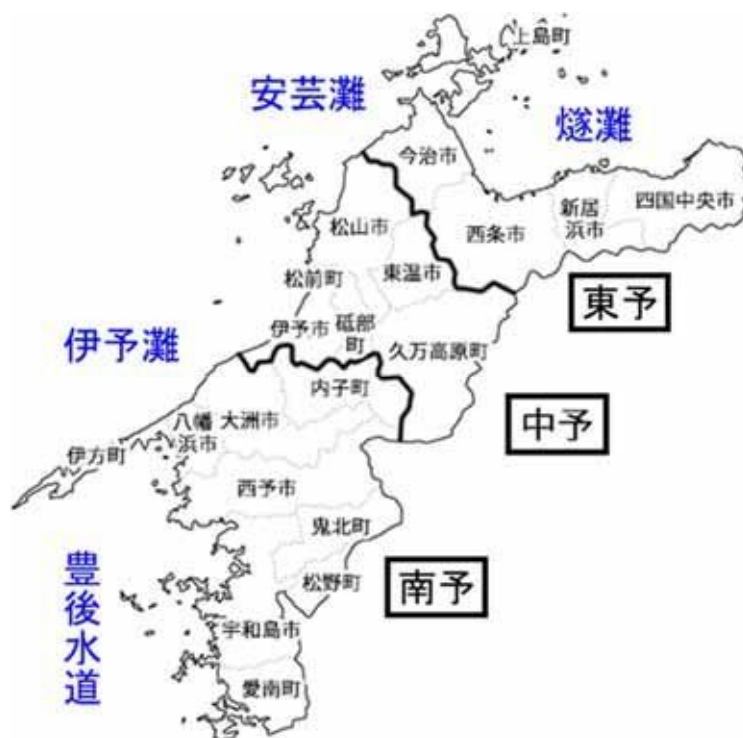 上島町
安芸灘
燧灘
今治市
四国中央市
新居
浜市
西条市
松山市
東温市
松前町
東予
伊予灘
伊予市
砥部
町
久万高原町
内子町
中予
八幡
浜市
大洲市
伊方町
西予市
鬼北町
豊後水道
松野町
南予
宇和島市
愛南町